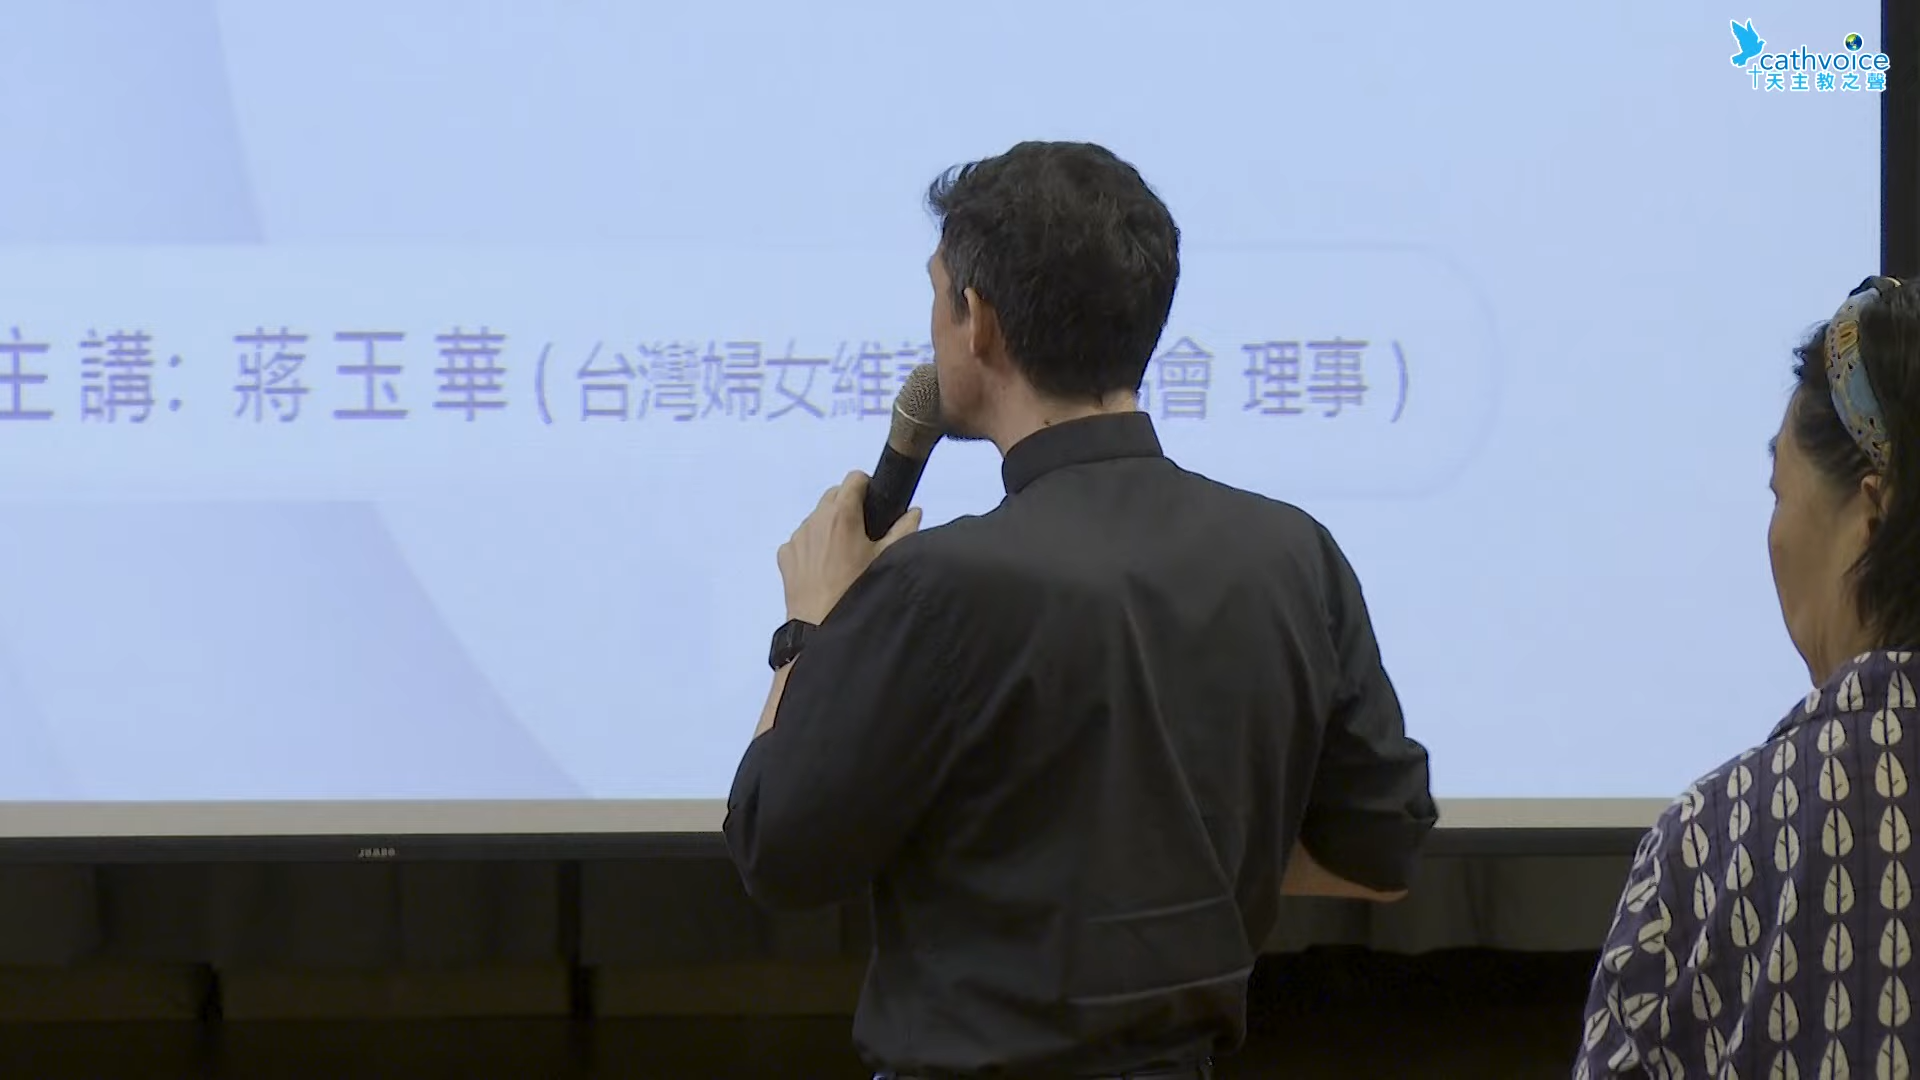 cathvoice
天主教之聲
主講: 蔣玉華(台灣婦女維 會 理事)